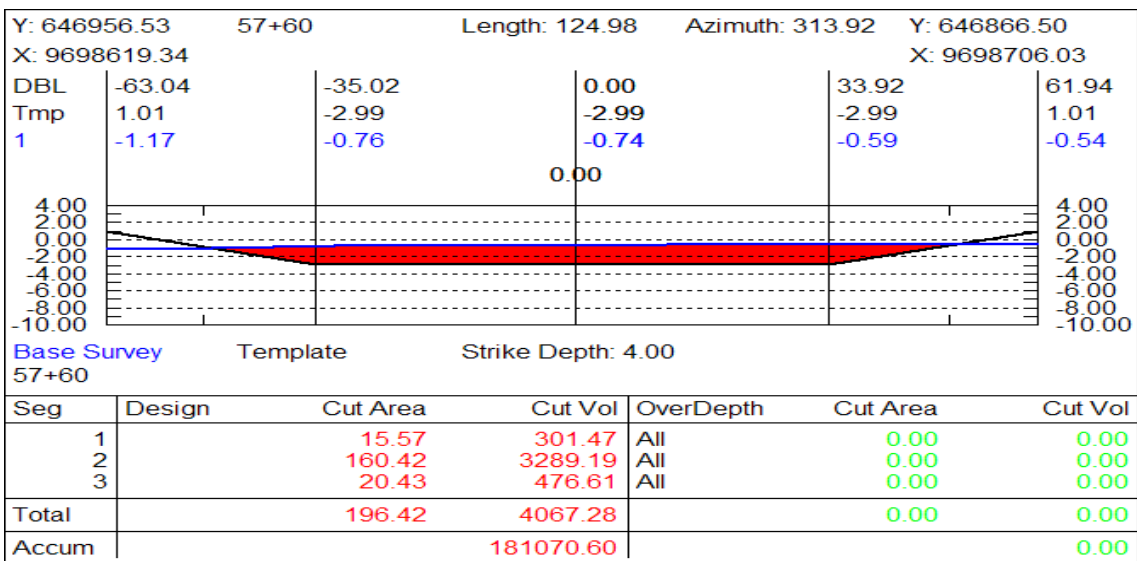 Y: 646956.53 57+60 Length: 124.98 Azimuth: 313.92 Y: 646866.50
X: 9698619.34 X: 9698706.03
DBL -63.04 -35.02 0.00 33.92 61.94
Tmp 1.01 -2.99 -2.99 -2.99 1.01
1 -1.17 -0.76 -0.74 -0.59 -0.54
0.00
4.00 4.00
2.00 2.00
0.00 0.00
-2.00 -2.00
-4.00 -4.00
-6.00 -6.00
-8.00 -8.00
-10.00 -10.00
Base Survey Template Strike Depth: 4.00
57+60
Seg Design Cut Area Cut Vol OverDepth Cut Area Cut Vol
1 15.57 301.47 All 0.00 0.00
2 160.42 3289.19 All 0.00 0.00
3 20.43 476.61 All 0.00 0.00
Total 196.42 4067.28 0.00 0.00
Accum 181070.60 0.00